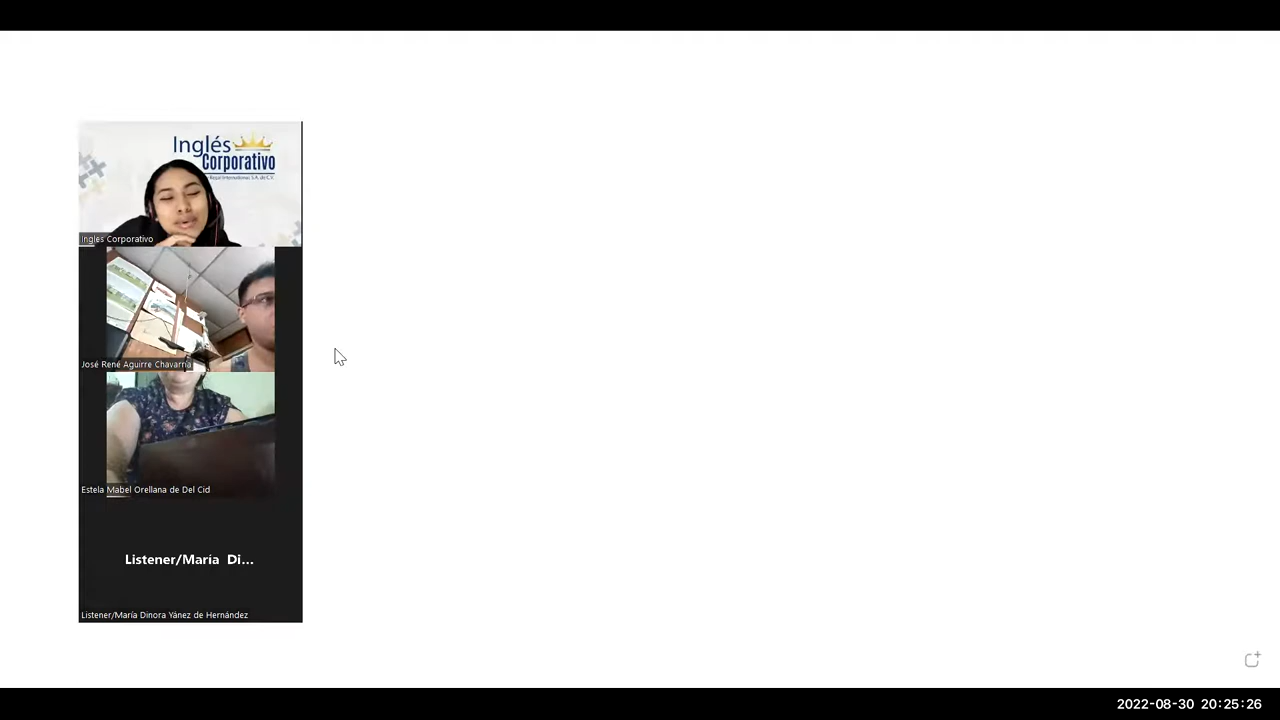 Inglés
Corporativo
Inglés Corporativo
José René Aguirre Chavarría
Estela Mabel Orellana de Del Cid
Listener/María Di...
Listener/María Dinora Yánez de Hernández
2022-08-30 20:25:26